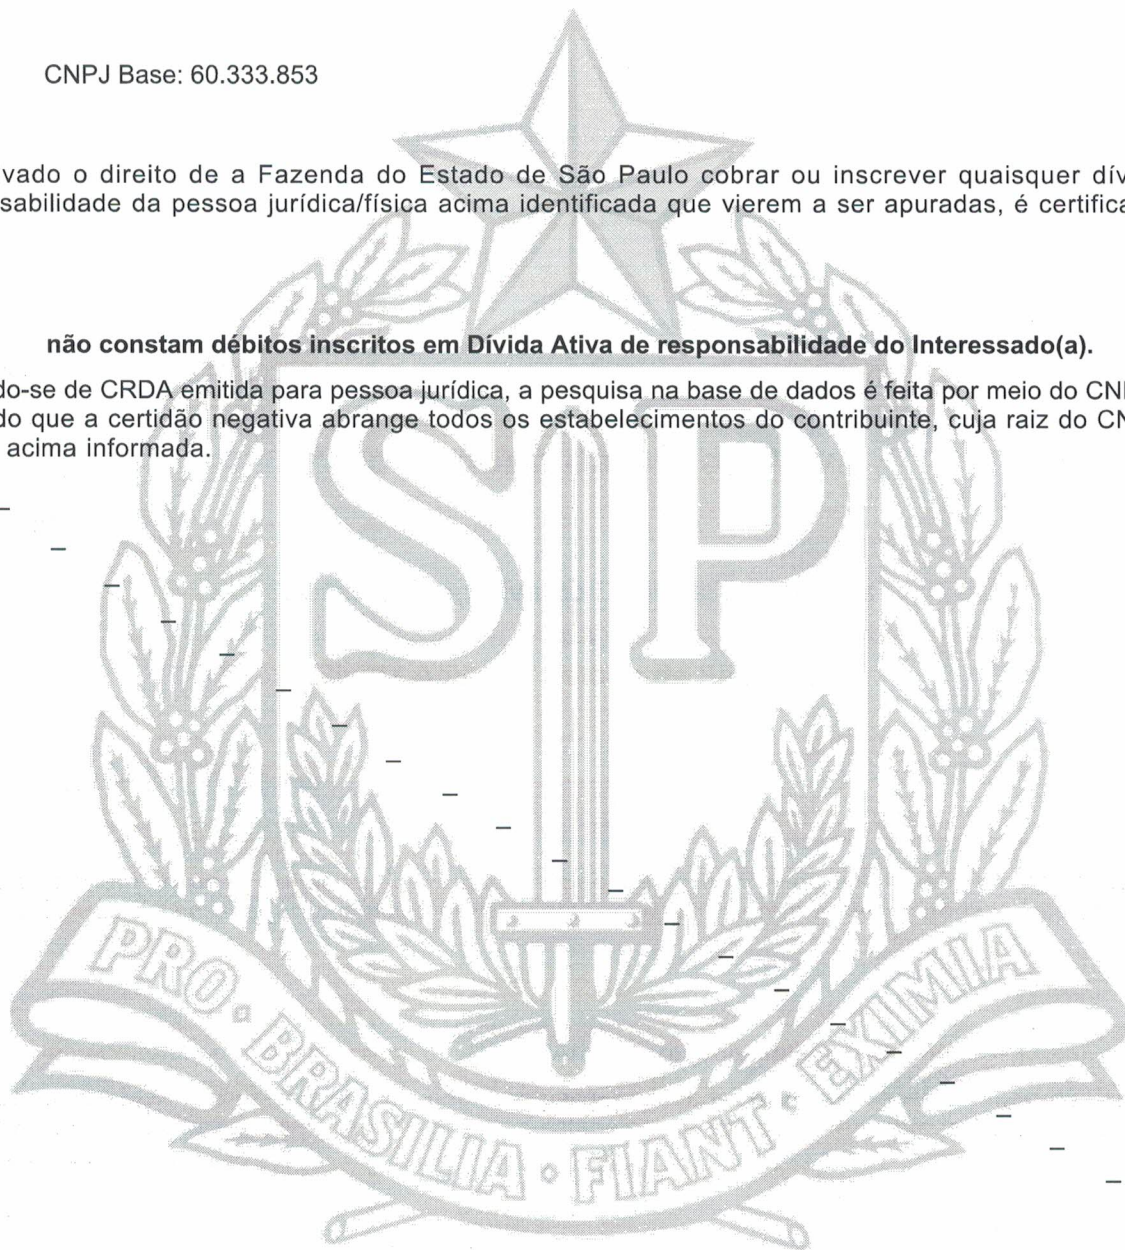 CNPJ Base: 60.333.853
vado o direito de a Fazenda do Estado de São Paulo cobrar ou inscrever quaisquer dív
sabilidade da pessoa jurídica/física acima identificada que vierem a ser apuradas, é certifica
não constam débitos inscritos em Dívida Ativa de responsabilidade do Interessado(a).
do-se de CRDA emitida para pessoa jurídica, a pesquisa na base de dados é feita por meio do CN
do que a certidão negativa abrange todos os estabelecimentos do contribuinte, cuja raiz do CN
acima informada.
SP
PRO · BRASILIA · FIANT · EXIMIA